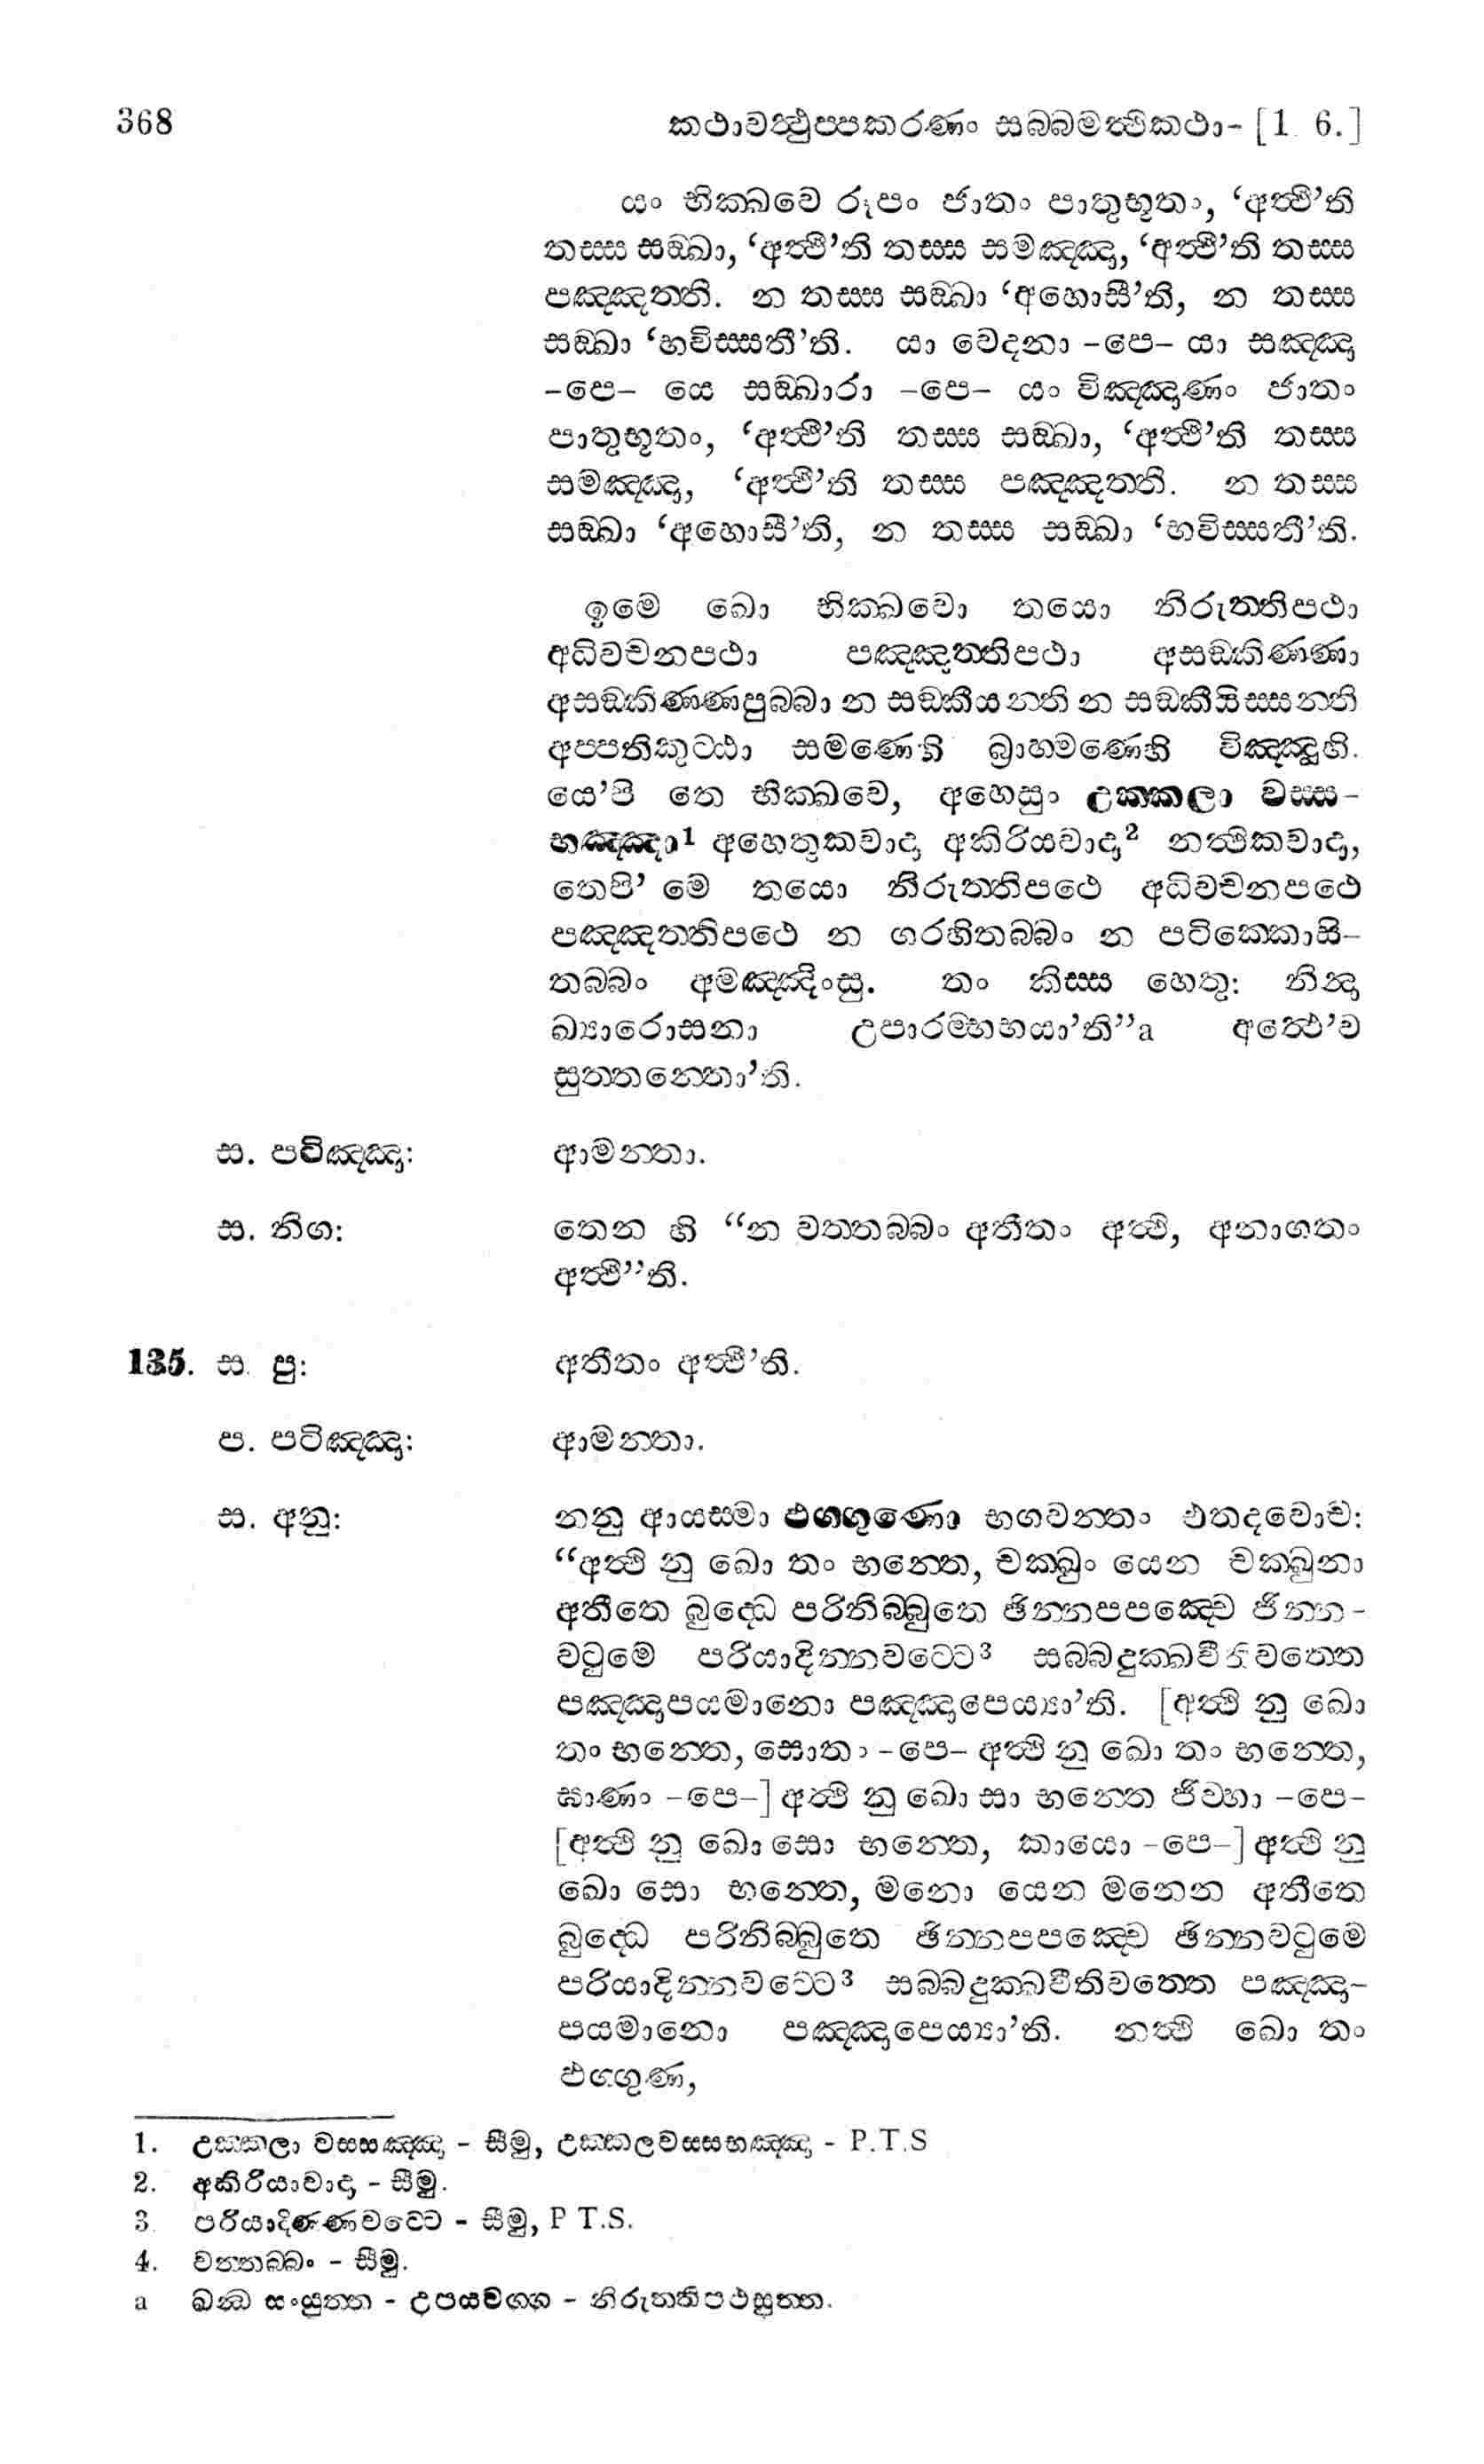 368 කථාවත්‍ථුප්පකරණං සබ්බමත්‍ථිකථා- [1 6.]
යං භික්ඛවෙ රූපං ජාතං පාතුභූතං, ‘අත්‍ථී’ති
තස්ස සඞ්ඛා, ‘අත්‍ථී’ති තස්ස සමඤ්ඤා, ‘අත්‍ථී’ති තස්ස
පඤ්ඤත්ති. න තස්ස සඞ්ඛා ‘අහොසී’ති, න තස්ස
සඞ්ඛා ‘භවිස්සතී’ති. යා වෙදනා -පෙ- යා සඤ්ඤා
-පෙ- යෙ සඞ්ඛාරා -පෙ- යං විඤ්ඤාණං ජාතං
පාතුභූතං, ‘අත්‍ථී’ති තස්ස සඞ්ඛා, ‘අත්‍ථී’ති තස්ස
සමඤ්ඤා, ‘අත්‍ථී’ති තස්ස පඤ්ඤත්ති. න තස්ස
සඞ්ඛා ‘අහොසී’ති, න තස්ස සඞ්ඛා ‘භවිස්සතී’ති.
ඉමෙ ඛො භික්ඛවො තයො නිරුත්තිපථා
අධිවචනපථා පඤ්ඤත්තිපථා අසඞ්කිණ්ණා
අසඞ්කිණ්ණපුබ්බා න සඞ්කීයන්ති න සඞ්කීයිස්සන්ති
අප්පතිකුට්ඨා සමණෙහි බ්‍රාහ්මණෙහි විඤ්ඤූහි.
යෙ’පි තෙ භික්ඛවෙ, අහෙසුං උක්කලා වස්ස-
භඤ්ඤා1 අහෙතුකවාදා අකිරියවාදා2 නත්‍ථිකවාදා,
තෙපි’ මෙ තයො නිරුත්තිපථෙ අධිවචනපථෙ
පඤ්ඤත්තිපථෙ න ගරහිතබ්බං න පටික්කොසි-
තබ්බං අමඤ්ඤිංසු. තං කිස්ස හෙතු: නින්‍දා
ඛ්‍යාරොසනා උපාරම්භභයා’ති”a අත්‍ථෙ’ව
සුත්තන්තො’ති.
ස. පටිඤ්ඤා: ආමන්තා.
ස. නිග: තෙන හි “න වත්තබ්බං අතීතං අත්‍ථි, අනාගතං
අත්‍ථී”ති.
135. ස. පු: අතීතං අත්‍ථී’ති.
ප. පටිඤ්ඤා: ආමන්තා.
ස. අනු: නනු ආයස්මා ඵග්ගුණො භගවන්තං එතදවොච:
“අත්‍ථි නු ඛො තං භන්තෙ, චක්ඛුං යෙන චක්ඛුනා
අතීතෙ බුද්ධෙ පරිනිබ්බුතෙ ඡින්නපපඤ්චෙ ඡින්න-
වටුමෙ පරියාදින්නවට්ටෙ3 සබ්බදුක්ඛවීතිවත්තෙ
පඤ්ඤාපයමානො පඤ්ඤාපෙය්‍යා’ති. [අත්‍ථි නු ඛො
තං භන්තෙ, සොතං -පෙ- අත්‍ථි නු ඛො තං භන්තෙ,
ඝාණං -පෙ-] අත්‍ථි නු ඛො සා භන්තෙ ජිව්හා -පෙ-
[අත්‍ථි නු ඛො සො භන්තෙ, කායො -පෙ-] අත්‍ථි නු
ඛො සො භන්තෙ, මනො යෙන මනෙන අතීතෙ
බුද්ධෙ පරිනිබ්බුතෙ ඡින්නපපඤ්චෙ ඡින්නවටුමෙ
පරියාදින්නවට්ටෙ3 සබ්බදුක්ඛවීතිවත්තෙ පඤ්ඤා-
පයමානො පඤ්ඤාපෙය්‍යා’ති. නත්‍ථි ඛො තං
ඵග්ගුණ,
1. උක්කලා වස්සඤ්ඤා - සීමු, උක්කලවස්සභඤ්ඤා - P.T.S
2. අකිරියාවාදා - සීමු.
3. පරියාදිණ්ණවට්ටෙ - සීමු, P T.S.
4. වත්තබ්බං - සීමු.
a ඛන්‍ධ සංයුත්ත - උපයවග්ග - නිරුත්තිපථසුත්ත.